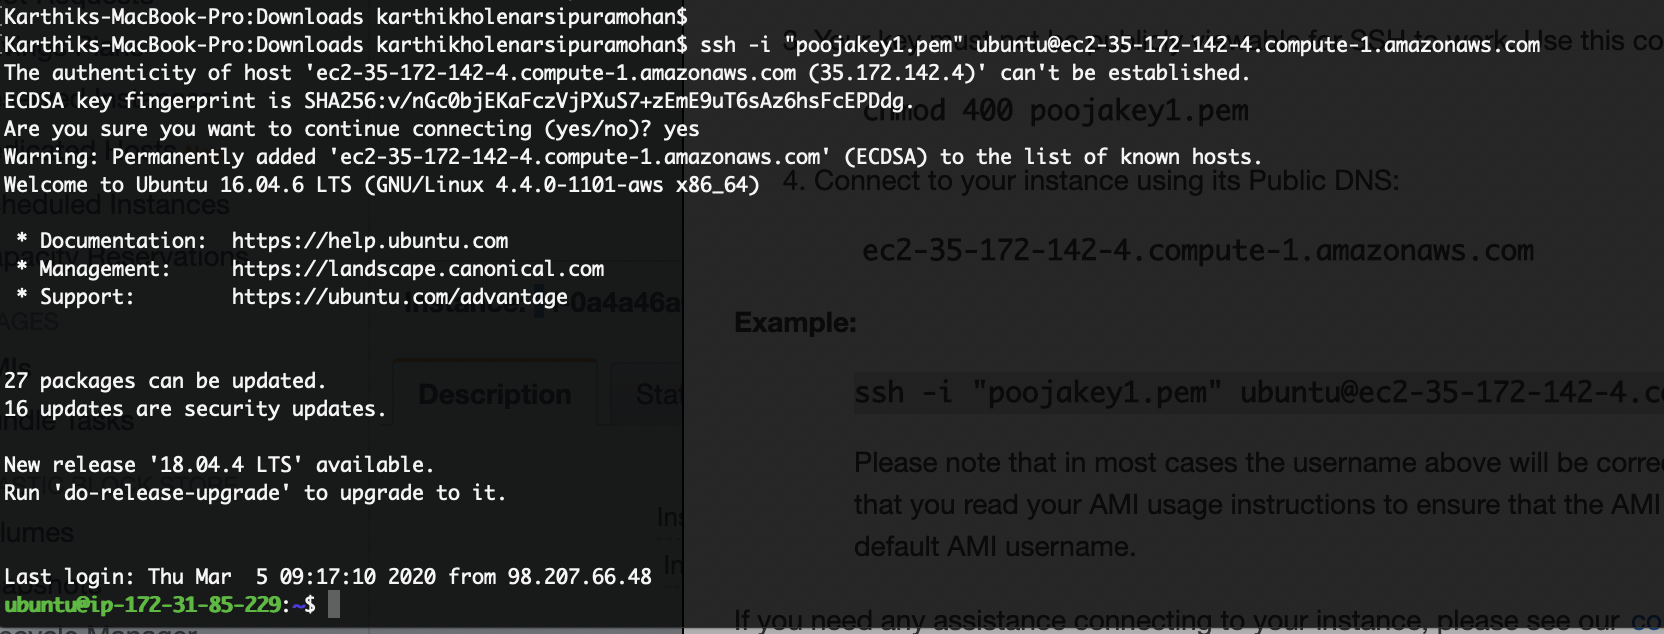 [Karthiks-MacBook-Pro:Downloads karthikholenarsipuramohan$
[Karthiks-MacBook-Pro:Downloads karthikholenarsipuramohan$ ssh -i "poojakey1.pem" ubuntu@ec2-35-172-142-4.compute-1.amazonaws.com
The authenticity of host 'ec2-35-172-142-4.compute-1.amazonaws.com (35.172.142.4)' can't be established.
ECDSA key fingerprint is SHA256:v/nGc0bjEKaFczVjPXuS7+zEmE9uT6sAz6hsFcEPDdg.
Are you sure you want to continue connecting (yes/no)? yes
Warning: Permanently added 'ec2-35-172-142-4.compute-1.amazonaws.com' (ECDSA) to the list of known hosts.
Welcome to Ubuntu 16.04.6 LTS (GNU/Linux 4.4.0-1101-aws x86_64)
* Documentation: https://help.ubuntu.com
* Management: https://landscape.canonical.com
* Support: https://ubuntu.com/advantage
27 packages can be updated.
16 updates are security updates.
New release '18.04.4 LTS' available.
Run 'do-release-upgrade' to upgrade to it.
Last login: Thu Mar 5 09:17:10 2020 from 98.207.66.48
ubuntu@ip-172-31-85-229:~$
heduled Instances
apacity Reservations
AGES
lumes
0a4a46a
Description
Stat
chmod 400 poojakey1.pem
4. Connect to your instance using its Public DNS:
ec2-35-172-142-4.compute-1.amazonaws.com
Example:
ssh -i "poojakey1.pem" ubuntu@ec2-35-172-142-4.co
Please note that in most cases the username above will be corre
that you read your AMI usage instructions to ensure that the AMI
default AMI username.
If you need any assistance connecting to your instance, please see our co